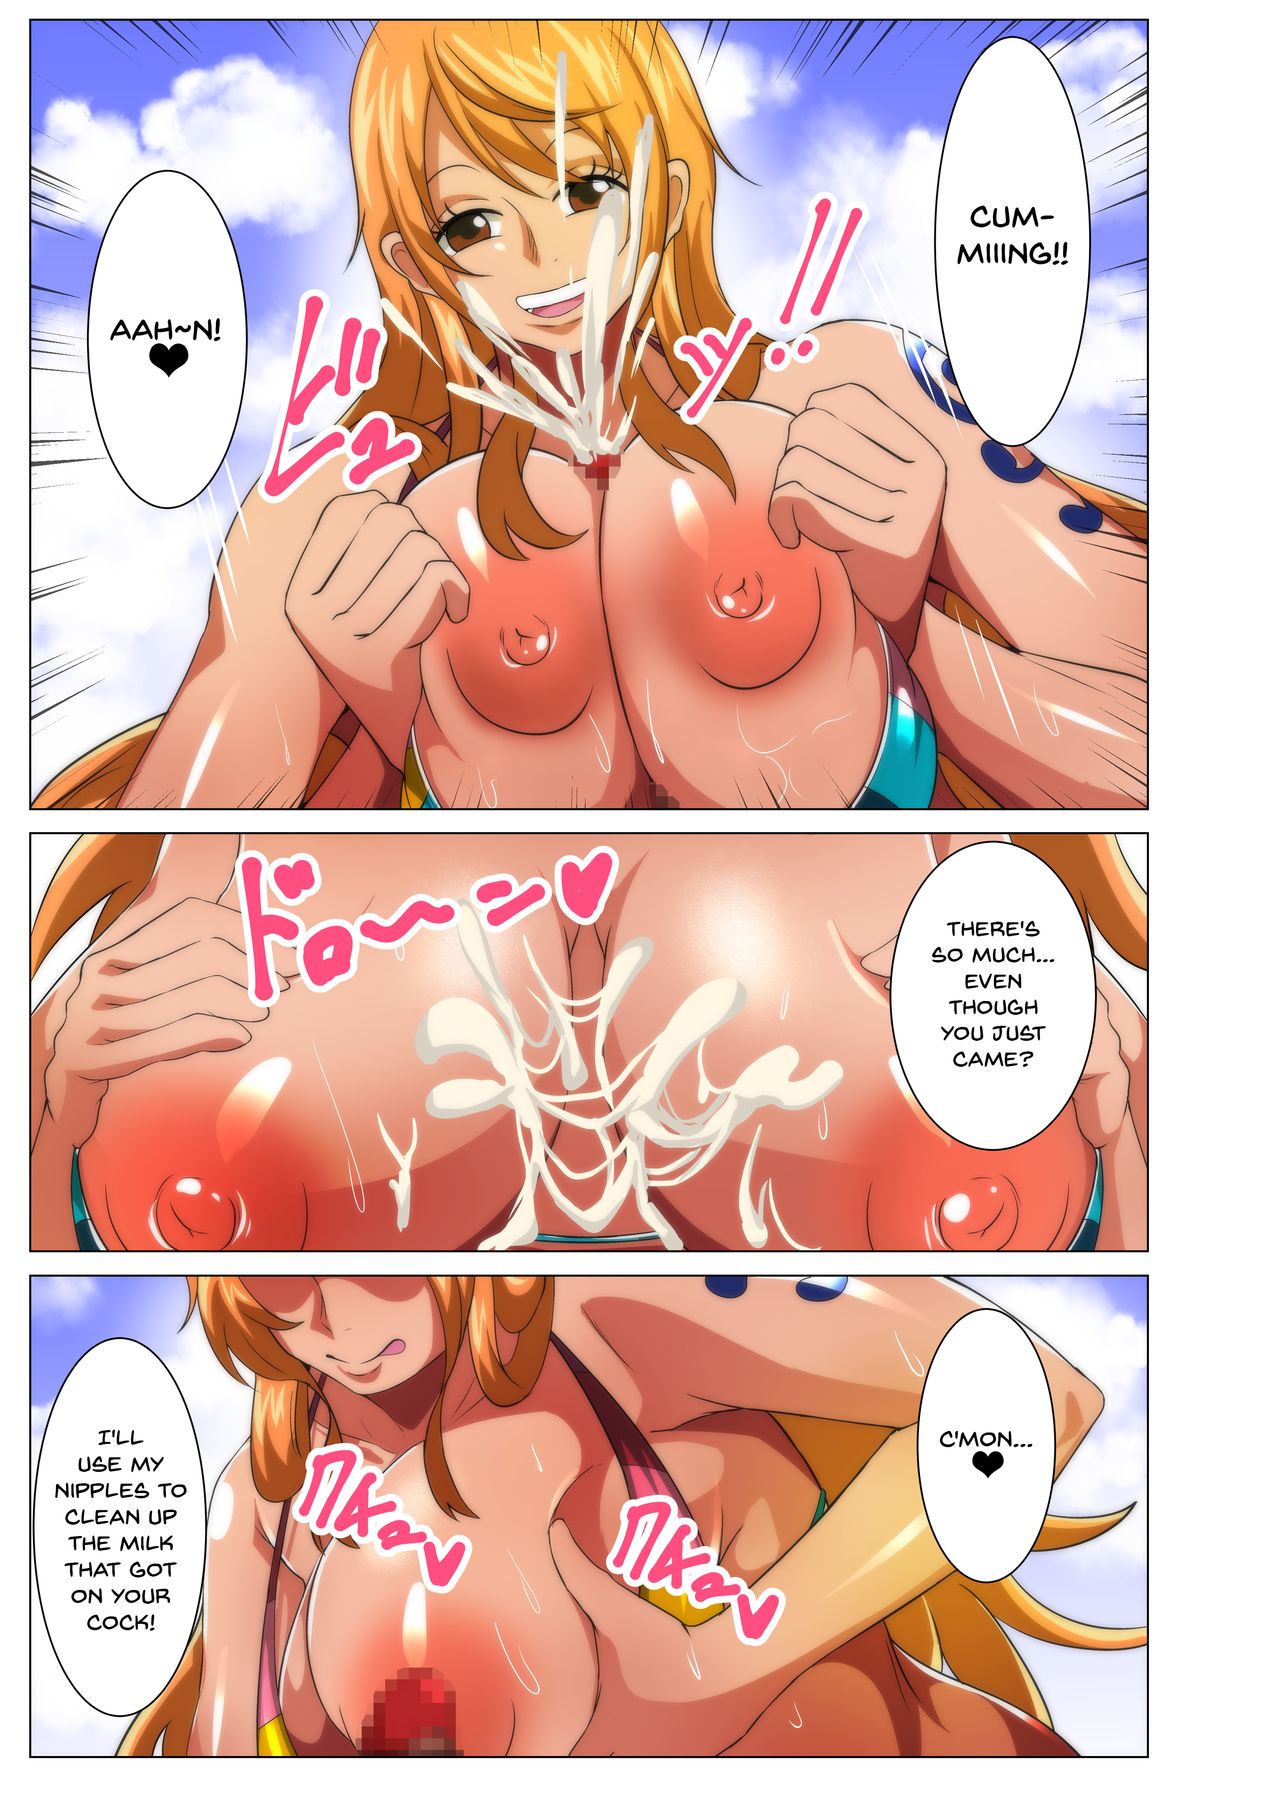 CUM-
MIIING!!
ビュッ!!
AAH~N!
♥
THERE'S
SO MUCH...
EVEN
THOUGH
YOU JUST
CAME?
ドロ〜ン♡
C'MON...
♥
I'LL
USE MY
NIPPLES TO
CLEAN UP
THE MILK
THAT GOT
ON YOUR
COCK!